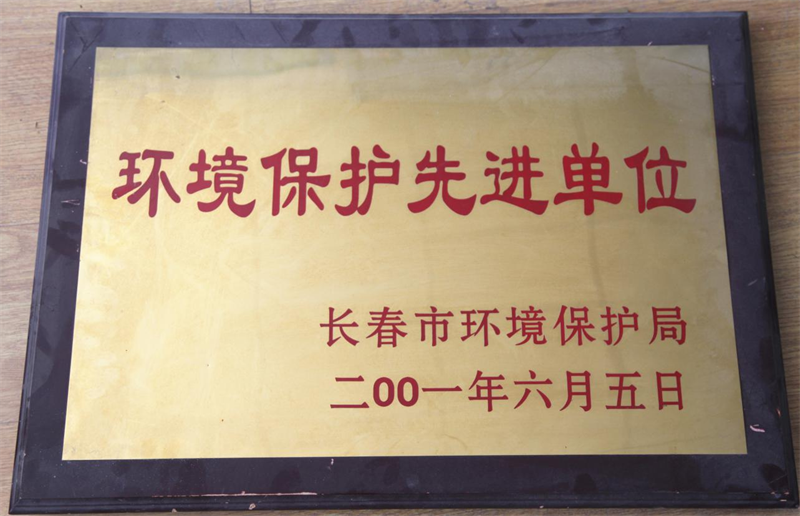 环境保护先进单位
长春市环境保护局
二00一年六月五日